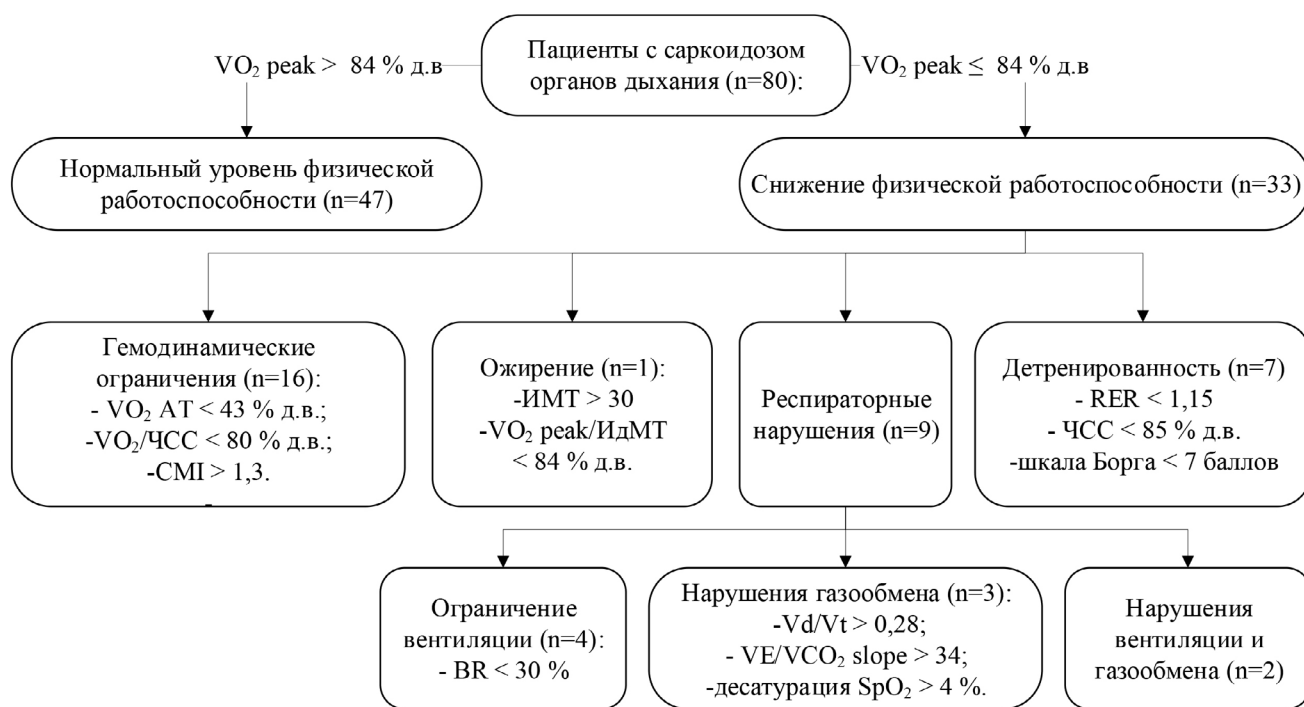 Пациенты с саркоидозом
органов дыхания (n=80):
VO₂ peak > 84 % д.в
VO₂ peak ≤ 84 % д.в
Нормальный уровень физической
работоспособности (n=47)
Снижение физической работоспособности (n=33)
Гемодинамические
ограничения (n=16):
- VO₂ AT < 43 % д.в.;
-VO₂/ЧСС < 80 % д.в.;
-CMI > 1,3.
-
Ожирение (n=1):
-ИМТ > 30
-VO₂ peak/ИдМТ
< 84 % д.в.
Респираторные
нарушения (n=9)
Детренированность (n=7)
- RER < 1,15
- ЧСС < 85 % д.в.
-шкала Борга < 7 баллов
Ограничение
вентиляции (n=4):
- BR < 30 %
Нарушения газообмена (n=3):
-Vd/Vt > 0,28;
- VE/VCO₂ slope > 34;
-десатурация SpO₂ > 4 %.
Нарушения
вентиляции и
газообмена (n=2)